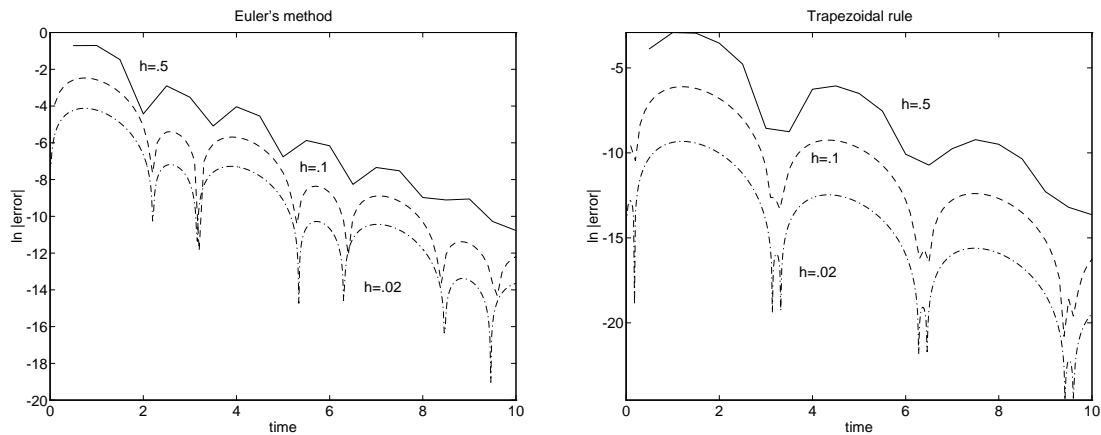 Euler's method
0
-2
-4
-6
-8
-10
-12
-14
-16
-18
-20
ln |error|
h=.5
h=.1
h=.02
0 2 4 6 8 10
time
Trapezoidal rule
-5
-10
-15
-20
ln |error|
h=.5
h=.1
h=.02
0 2 4 6 8 10
time